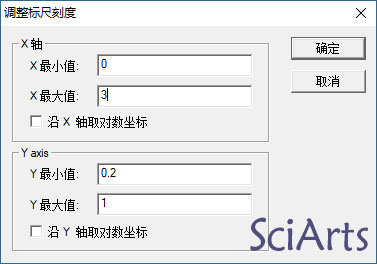 调整标尺刻度
X 轴
X 最小值: 0
X 最大值: 3
沿 X 轴取对数坐标
确定
取消
Y axis
Y 最小值: 0.2
Y 最大值: 1
沿 Y 轴取对数坐标
SciArts